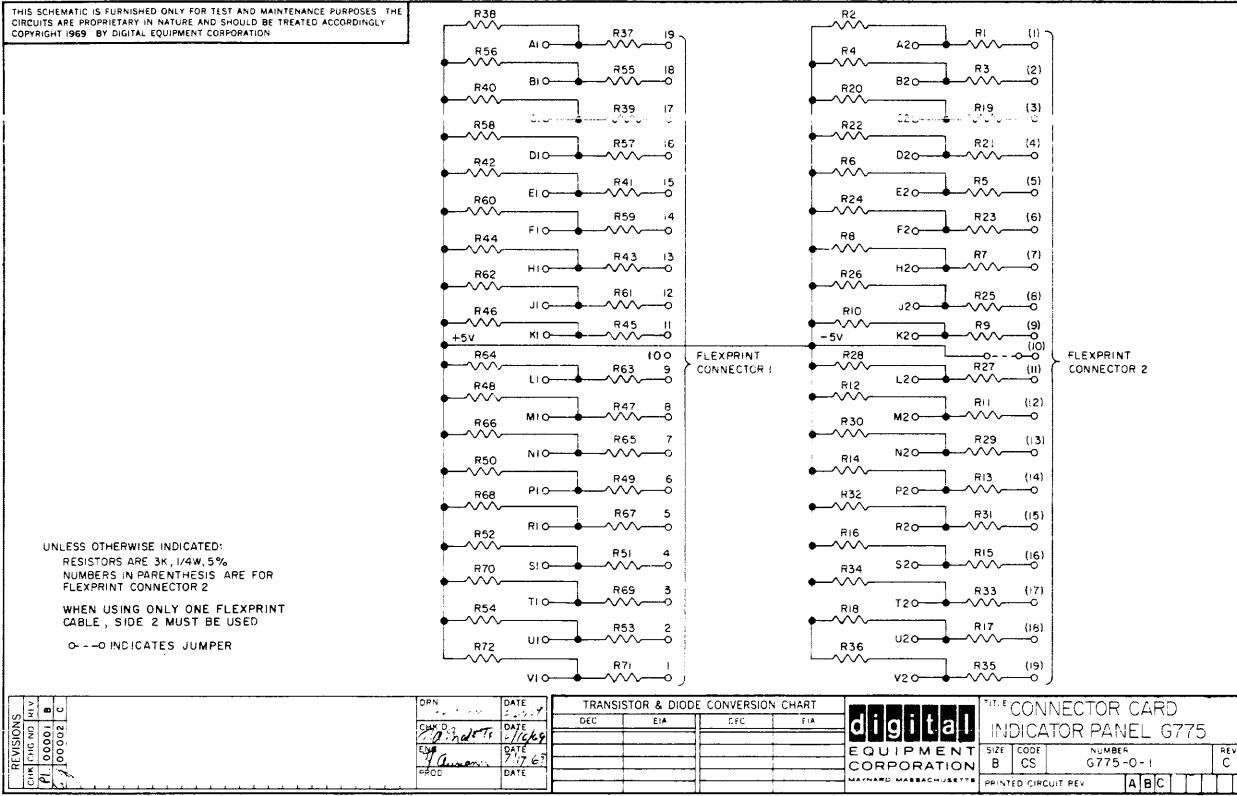 THIS SCHEMATIC IS FURNISHED ONLY FOR TEST AND MAINTENANCE PURPOSES THE
CIRCUITS ARE PROPRIETARY IN NATURE AND SHOULD BE TREATED ACCORDINGLY
COPYRIGHT 1969 BY DIGITAL EQUIPMENT CORPORATION
R38
A1 R37 19
R56
B1 R55 18
R40
R39 17
R58
D1 R57 16
R42
E1 R41 15
R60
F1 R59 14
R44
H1 R43 13
R62
J1 R61 12
R46
K1 R45 11
+5V
10
R64
L1 R63 9
R48
M1 R47 8
R66
N1 R65 7
R50
P1 R49 6
R68
R1 R67 5
R52
S1 R51 4
R70
T1 R69 3
R54
U1 R53 2
R72
V1 R71 1
FLEXPRINT
CONNECTOR 1
R2
A2 R1 (1)
R4
B2 R3 (2)
R20
R19 (3)
R22
D2 R21 (4)
R6
E2 R5 (5)
R24
F2 R23 (6)
R8
H2 R7 (7)
R26
J2 R25 (8)
R10
K2 R9 (9)
-5V
(10)
R28
L2 R27 (11)
R12
M2 R11 (12)
R30
N2 R29 (13)
R14
P2 R13 (14)
R32
R2 R31 (15)
R16
S2 R15 (16)
R34
T2 R33 (17)
R18
U2 R17 (18)
R36
V2 R35 (19)
FLEXPRINT
CONNECTOR 2
UNLESS OTHERWISE INDICATED:
RESISTORS ARE 3K, 1/4W, 5%
NUMBERS IN PARENTHESIS ARE FOR
FLEXPRINT CONNECTOR 2
WHEN USING ONLY ONE FLEXPRINT
CABLE, SIDE 2 MUST BE USED
O---O INDICATES JUMPER
REVISIONS
CHK CHG NO REV
00001 B
00002 C
DRN DATE
CHK'D DATE
ENG DATE
PROD DATE
TRANSISTOR & DIODE CONVERSION CHART
DEC EIA DEC EIA
digital
EQUIPMENT
CORPORATION
MAYNARD MASSACHUSETTS
TITLE CONNECTOR CARD
INDICATOR PANEL G775
SIZE CODE NUMBER REV
B CS G775-0-1 C
PRINTED CIRCUIT REV A B C